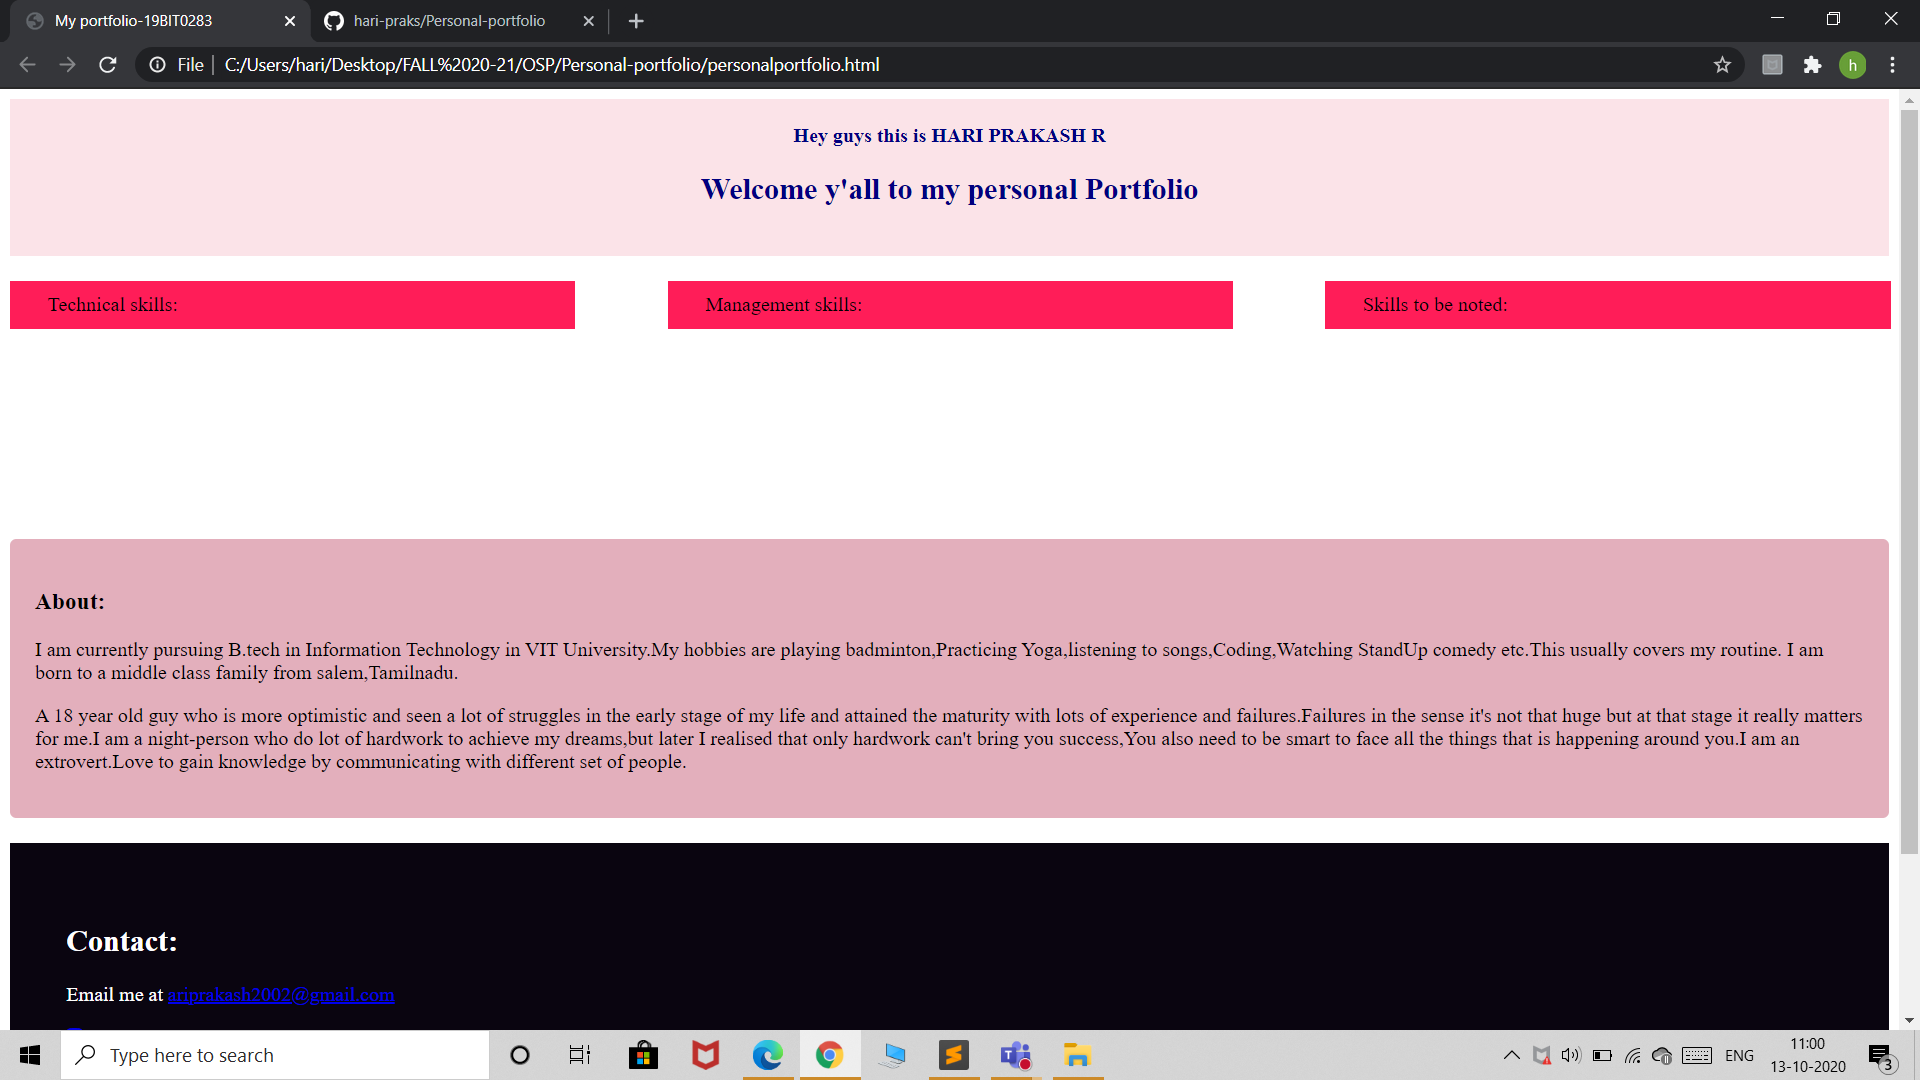 My portfolio-19BIT0283
hari-praks/Personal-portfolio
File
C:/Users/hari/Desktop/FALL%2020-21/OSP/Personal-portfolio/personalportfolio.html
h
Hey guys this is HARI PRAKASH R
Welcome y'all to my personal Portfolio
Technical skills:
Management skills:
Skills to be noted:
About:
I am currently pursuing B.tech in Information Technology in VIT University.My hobbies are playing badminton,Practicing Yoga,listening to songs,Coding,Watching StandUp comedy etc.This usually covers my routine. I am
born to a middle class family from salem,Tamilnadu.
A 18 year old guy who is more optimistic and seen a lot of struggles in the early stage of my life and attained the maturity with lots of experience and failures.Failures in the sense it's not that huge but at that stage it really matters
for me.I am a night-person who do lot of hardwork to achieve my dreams,but later I realised that only hardwork can't bring you success,You also need to be smart to face all the things that is happening around you.I am an
extrovert.Love to gain knowledge by communicating with different set of people.
Contact:
Email me at ariprakash2002@gmail.com
Type here to search
ENG
11:00
13-10-2020
3